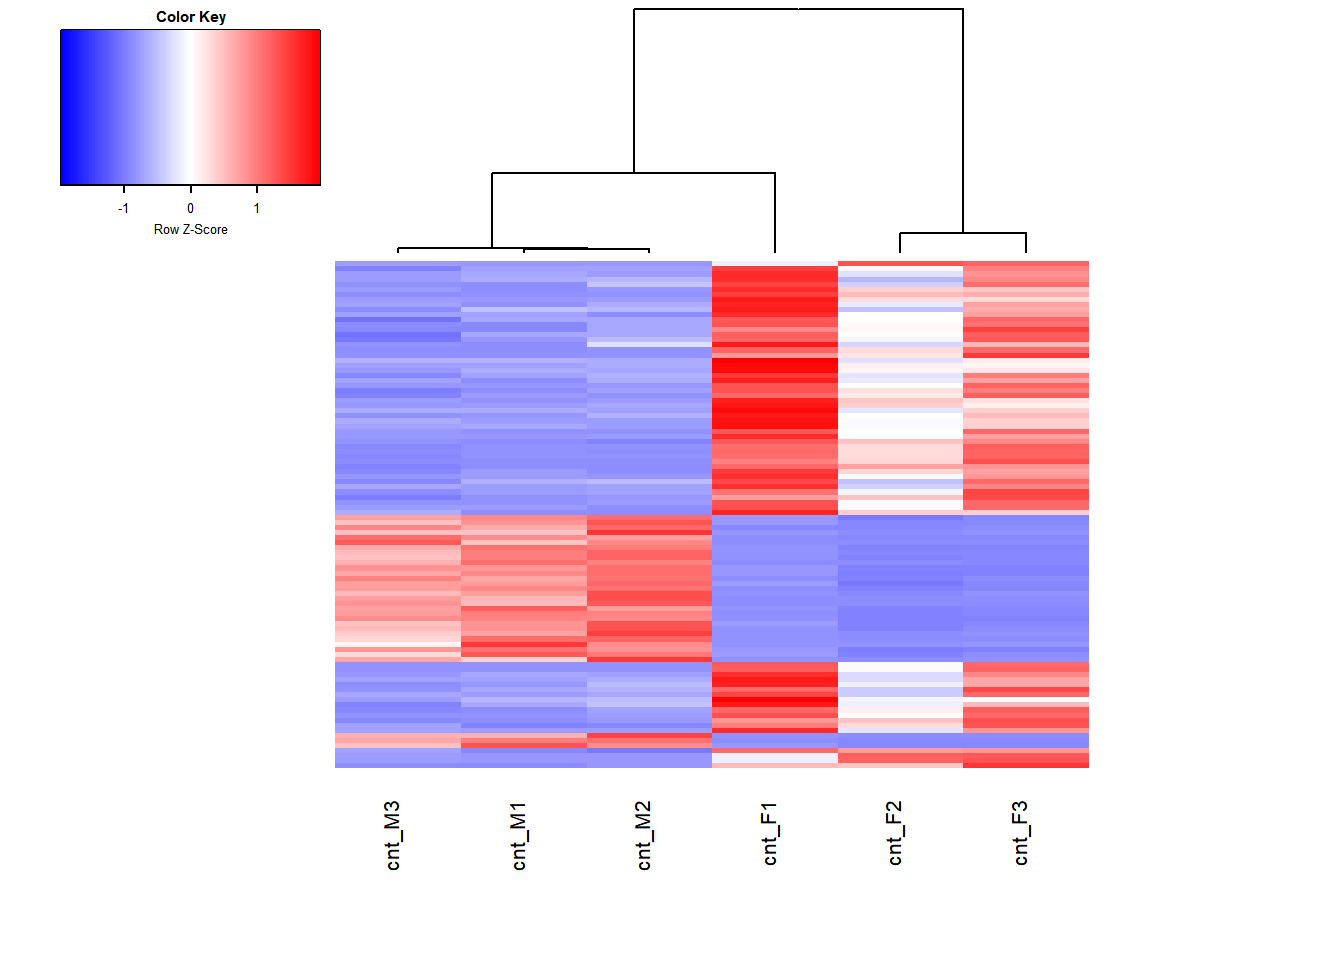 Color Key
-1 0 1
Row Z-Score
cnt_M3
cnt_M1
cnt_M2
cnt_F1
cnt_F2
cnt_F3